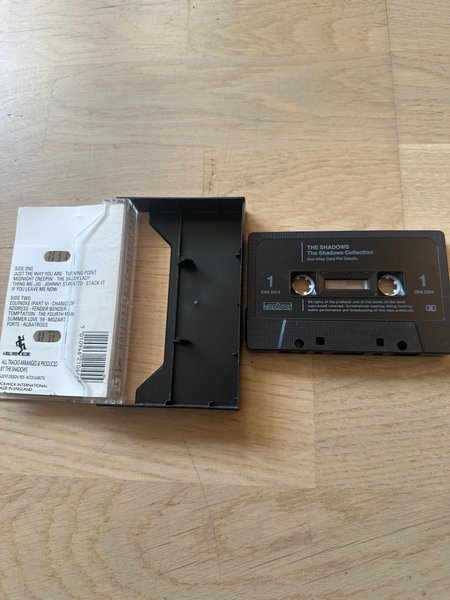 SIDE ONE
JUST THE WAY YOU ARE · TURNING POINT
MIDNIGHT CREEPIN' · THE SHADY LADY
THING-ME-JIG · JOHNNY STACCATO · STACK-IT
IF YOU LEAVE ME NOW
SIDE TWO
EQUINOXE (PART V) · CHANGE OF
ADDRESS · FENDER BENDER
TEMPTATION · THE FOURTH MAN
SUMMER LOVE '59 · MOZART
FORTE · ALBATROSS
ALL TRACKS ARRANGED & PRODUCED
BY THE SHADOWS
PICKWICK INTERNATIONAL
MADE IN ENGLAND
THE SHADOWS
The Shadows Collection
See Inlay Card For Details
1
1